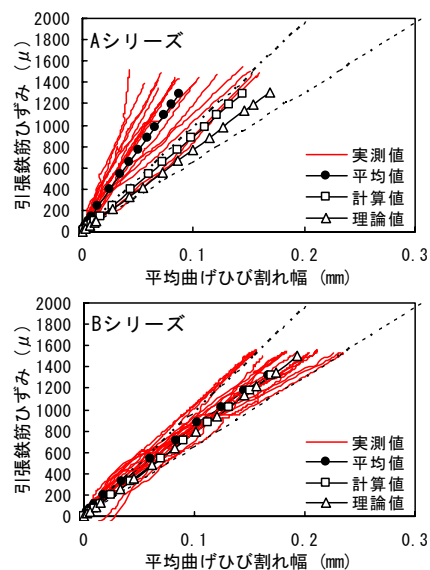 Aシリーズ
引張鉄筋ひずみ (μ)
2000
1800
1600
1400
1200
1000
800
600
400
200
0
実測値
平均値
計算値
理論値
0 0.1 0.2 0.3
平均曲げひび割れ幅 (mm)
Bシリーズ
引張鉄筋ひずみ (μ)
2000
1800
1600
1400
1200
1000
800
600
400
200
0
実測値
平均値
計算値
理論値
0 0.1 0.2 0.3
平均曲げひび割れ幅 (mm)